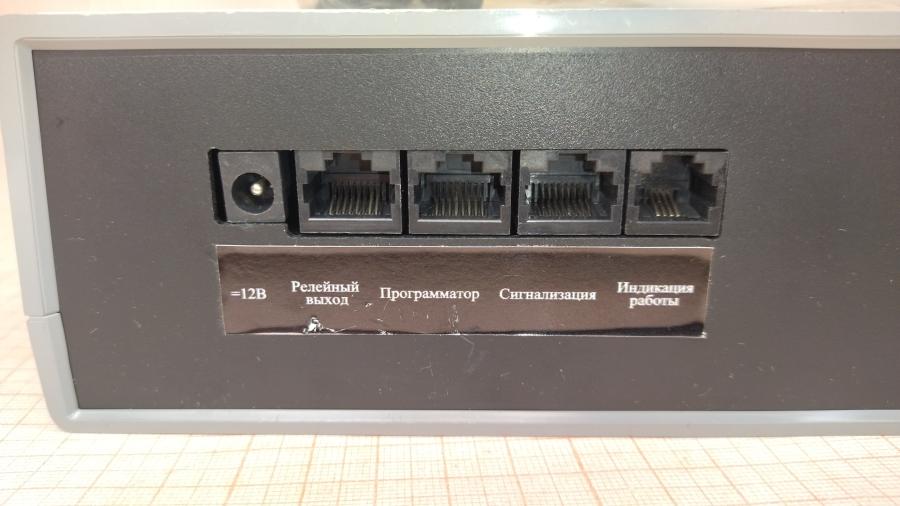 =12В
Релейный
выход
Программатор
Сигнализация
Индикация
работы